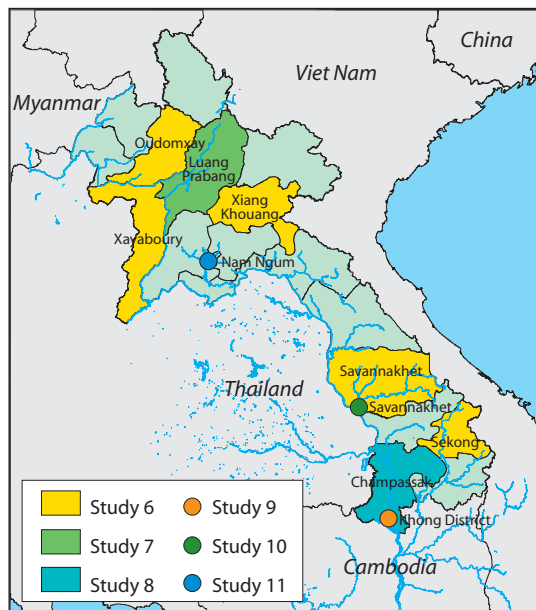 China
Viet Nam
Myanmar
Oudomxay
Luang
Prabang
Xiang
Khouang
Xayaboury
Nam Ngum
Savannakhet
Thailand
Savannakhet
Sekong
Champassak
Khong District
Cambodia
Study 6
Study 9
Study 7
Study 10
Study 8
Study 11